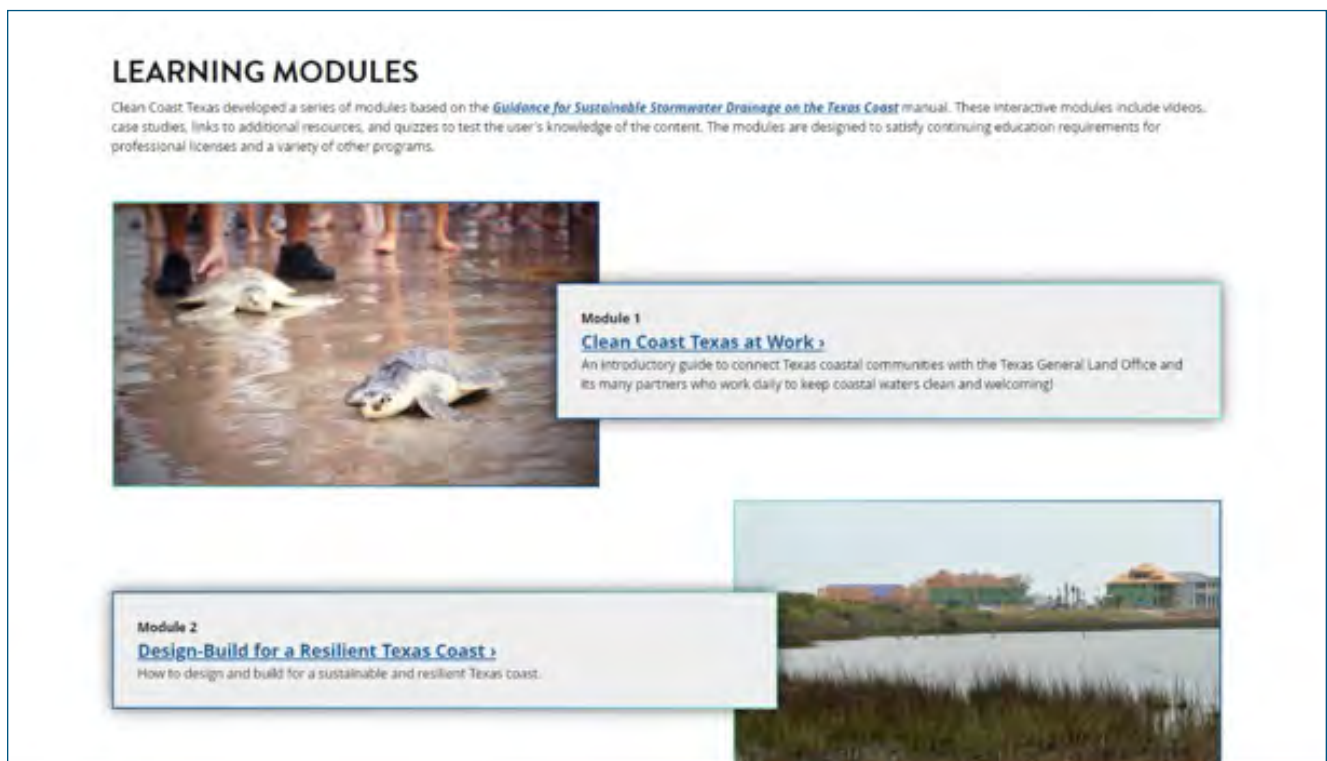 LEARNING MODULES
Clean Coast Texas developed a series of modules based on the Guidance for Sustainable Stormwater Drainage on the Texas Coast manual. These interactive modules include videos,
case studies, links to additional resources, and quizzes to test the user's knowledge of the content. The modules are designed to satisfy continuing education requirements for
professional licenses and a variety of other programs.
Module 1
Clean Coast Texas at Work ›
An introductory guide to connect Texas coastal communities with the Texas General Land Office and
its many partners who work daily to keep coastal waters clean and welcoming!
Module 2
Design-Build for a Resilient Texas Coast ›
How to design and build for a sustainable and resilient Texas coast.